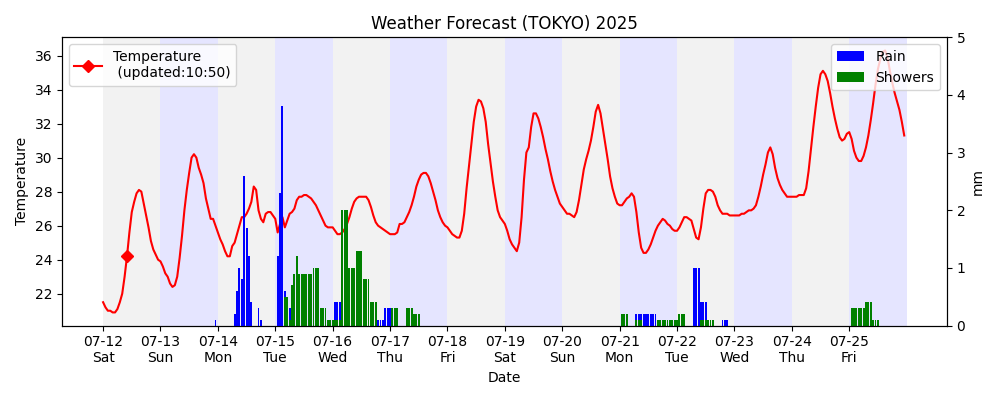 Weather Forecast (TOKYO) 2025
Temperature
(updated:10:50)
Rain
Showers
Temperature
36
34
32
30
28
26
24
22
5
4
3
2
1
0
mm
07-12 07-13 07-14 07-15 07-16 07-17 07-18 07-19 07-20 07-21 07-22 07-23 07-24 07-25
Sat Sun Mon Tue Wed Thu Fri Sat Sun Mon Tue Wed Thu Fri
Date